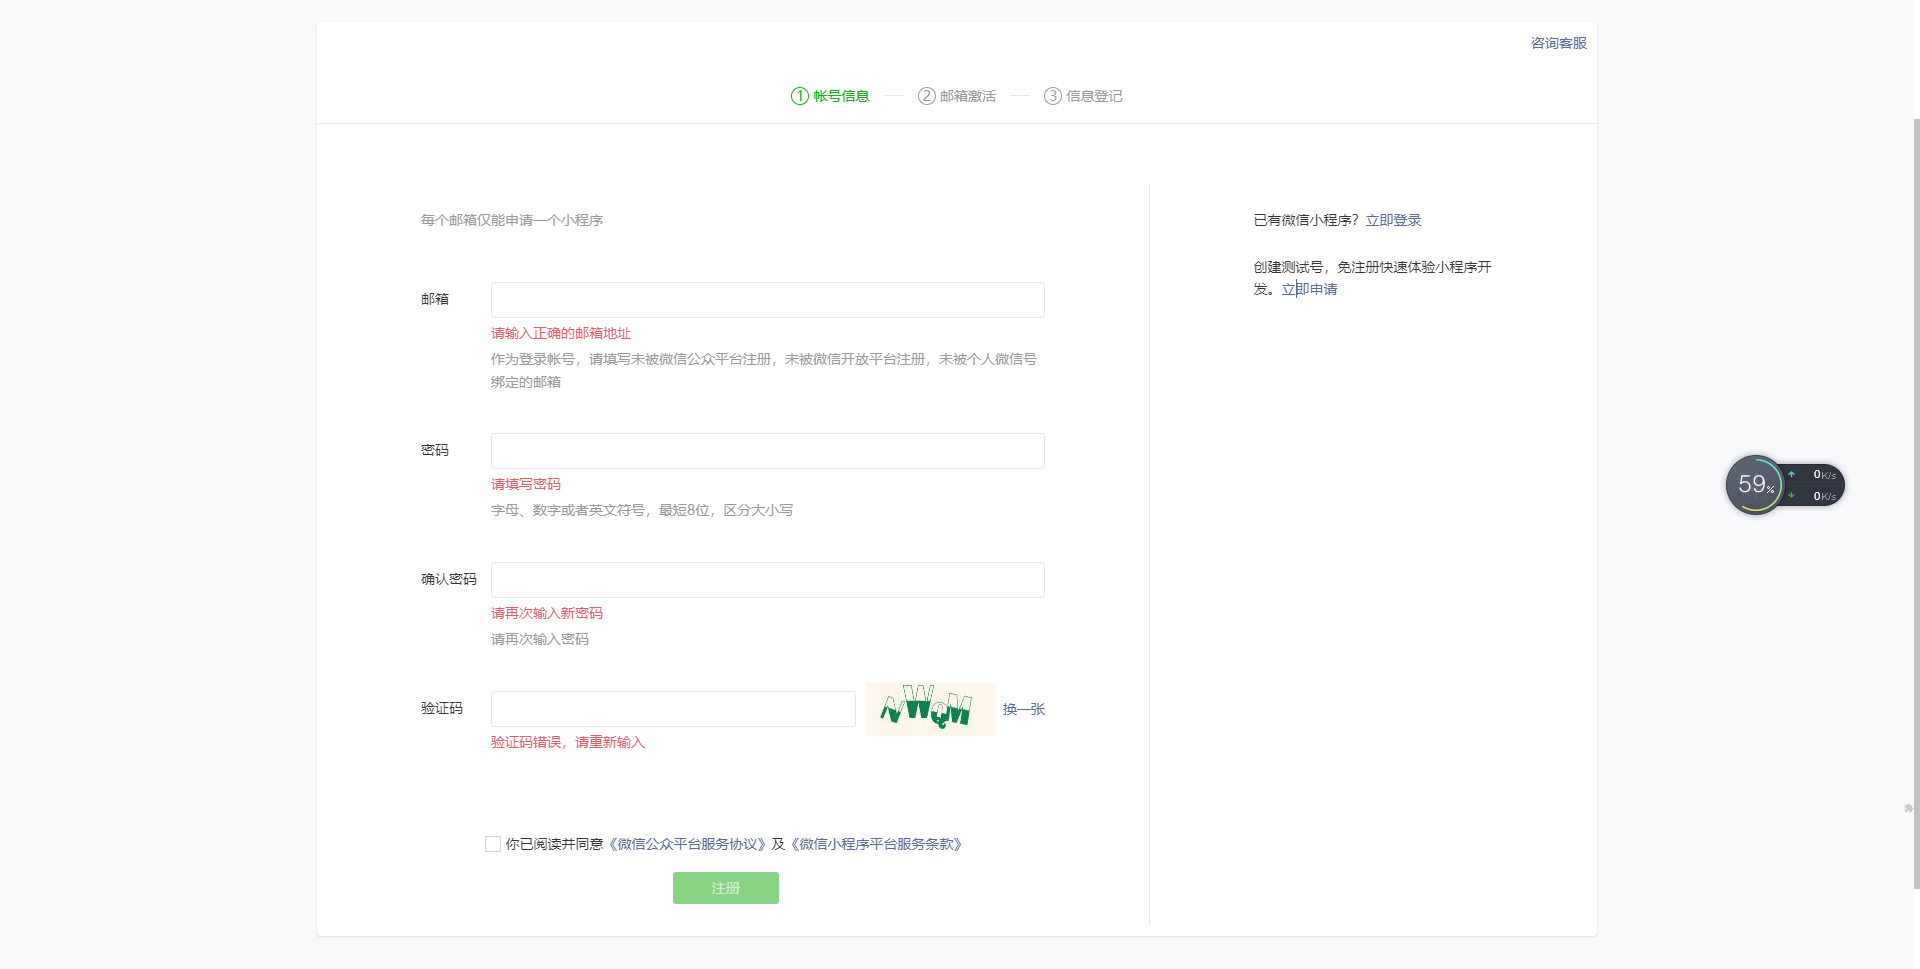 咨询客服
1 帐号信息
2 邮箱激活
3 信息登记
每个邮箱仅能申请一个小程序
邮箱
请输入正确的邮箱地址
作为登录帐号，请填写未被微信公众平台注册，未被微信开放平台注册，未被个人微信号
绑定的邮箱
密码
请填写密码
字母、数字或者英文符号，最短8位，区分大小写
确认密码
请再次输入新密码
请再次输入密码
验证码
NWQM
换一张
验证码错误，请重新输入
你已阅读并同意《微信公众平台服务协议》及《微信小程序平台服务条款》
注册
已有微信小程序？立即登录
创建测试号，免注册快速体验小程序开
发。立即申请
59%
0K/s
0K/s